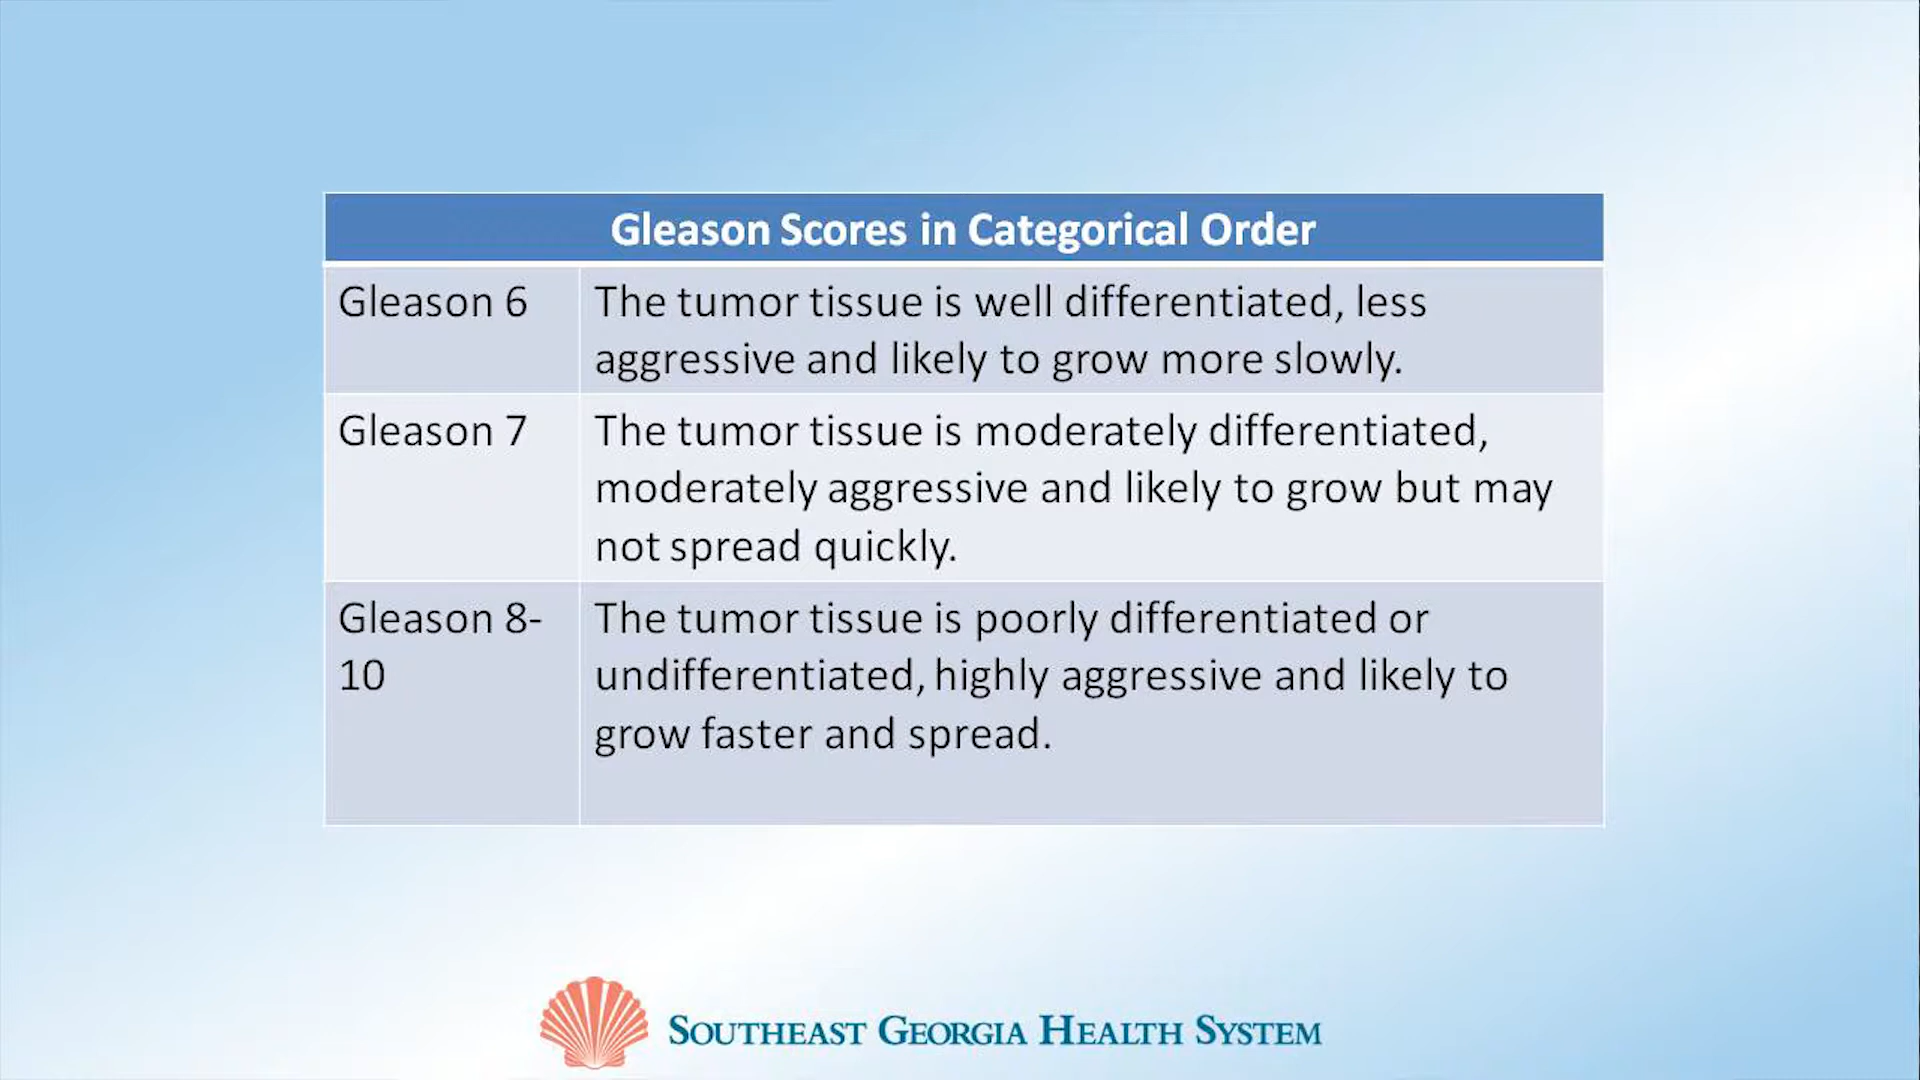 Gleason Scores in Categorical Order
Gleason 6
The tumor tissue is well differentiated, less
aggressive and likely to grow more slowly.
Gleason 7
The tumor tissue is moderately differentiated,
moderately aggressive and likely to grow but may
not spread quickly.
Gleason 8-
10
The tumor tissue is poorly differentiated or
undifferentiated, highly aggressive and likely to
grow faster and spread.
SOUTHEAST GEORGIA HEALTH SYSTEM